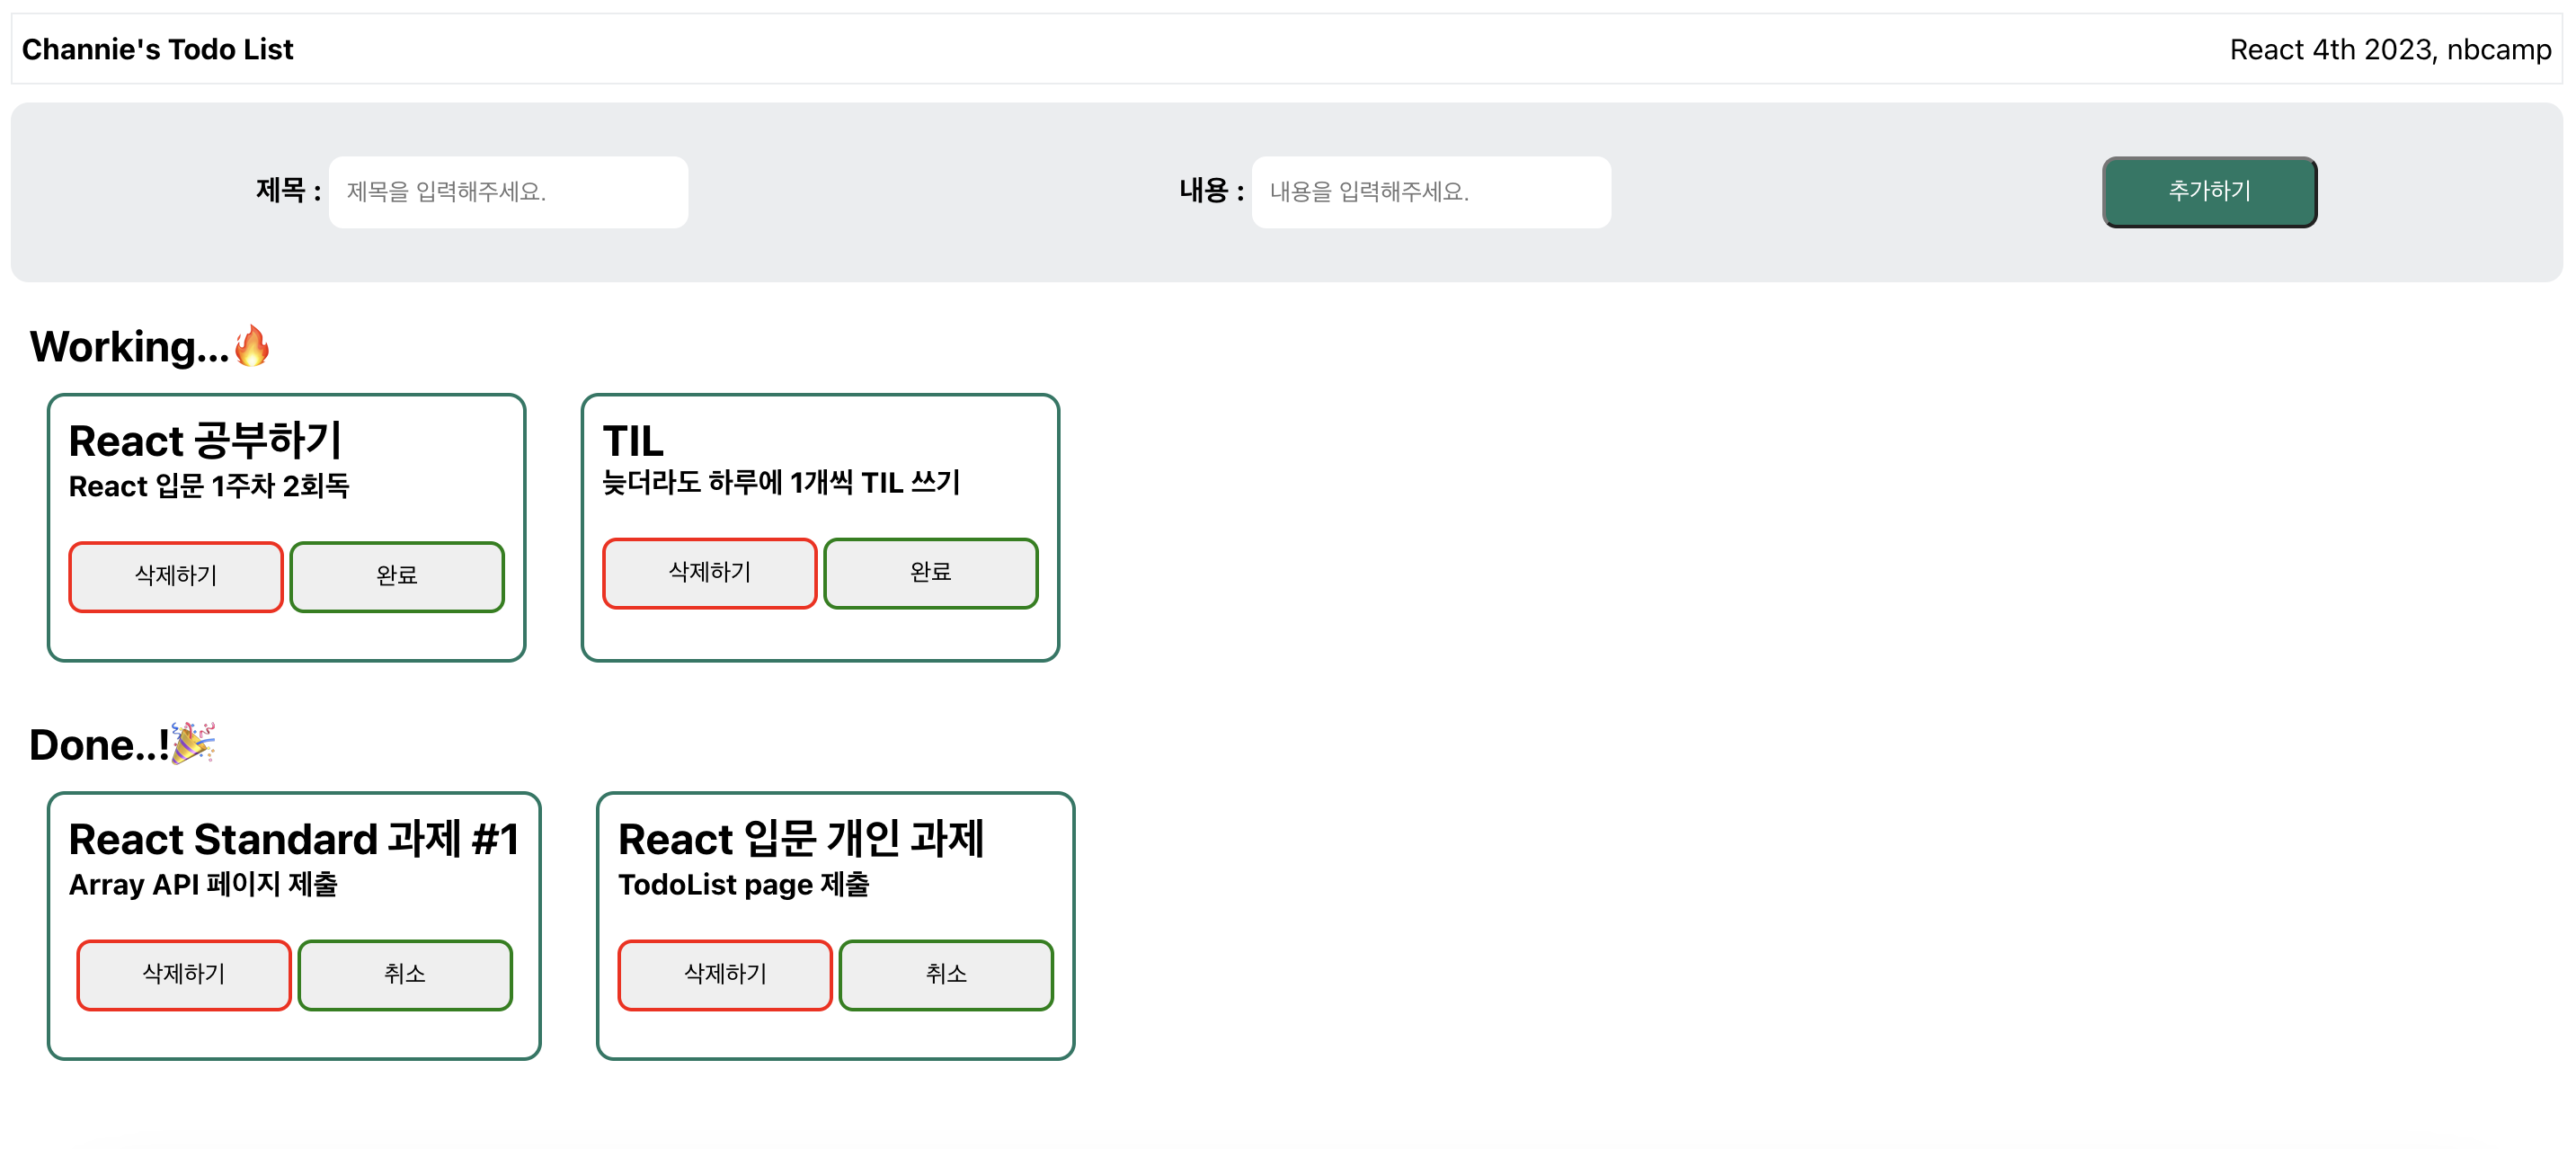 Channie's Todo List
React 4th 2023, nbcamp
제목 : 제목을 입력해주세요.
내용 : 내용을 입력해주세요.
추가하기
Working...🔥
React 공부하기
React 입문 1주차 2회독
삭제하기
완료
TIL
늦더라도 하루에 1개씩 TIL 쓰기
삭제하기
완료
Done..!🎉
React Standard 과제 #1
Array API 페이지 제출
삭제하기
취소
React 입문 개인 과제
TodoList page 제출
삭제하기
취소